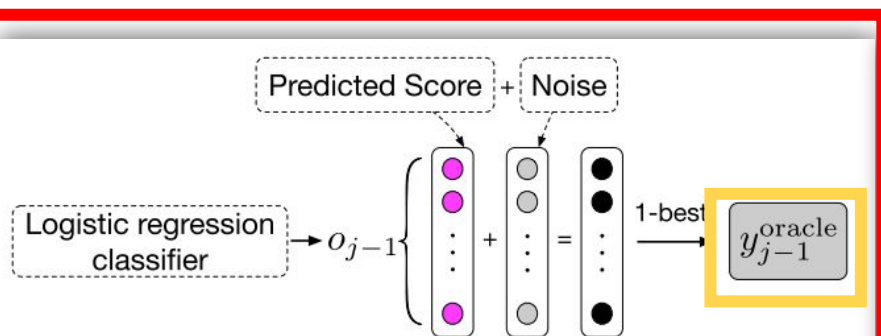 Predicted Score + Noise
Logistic regression
classifier
o_{j-1}
+
=
1-best
y_{j-1}^{oracle}